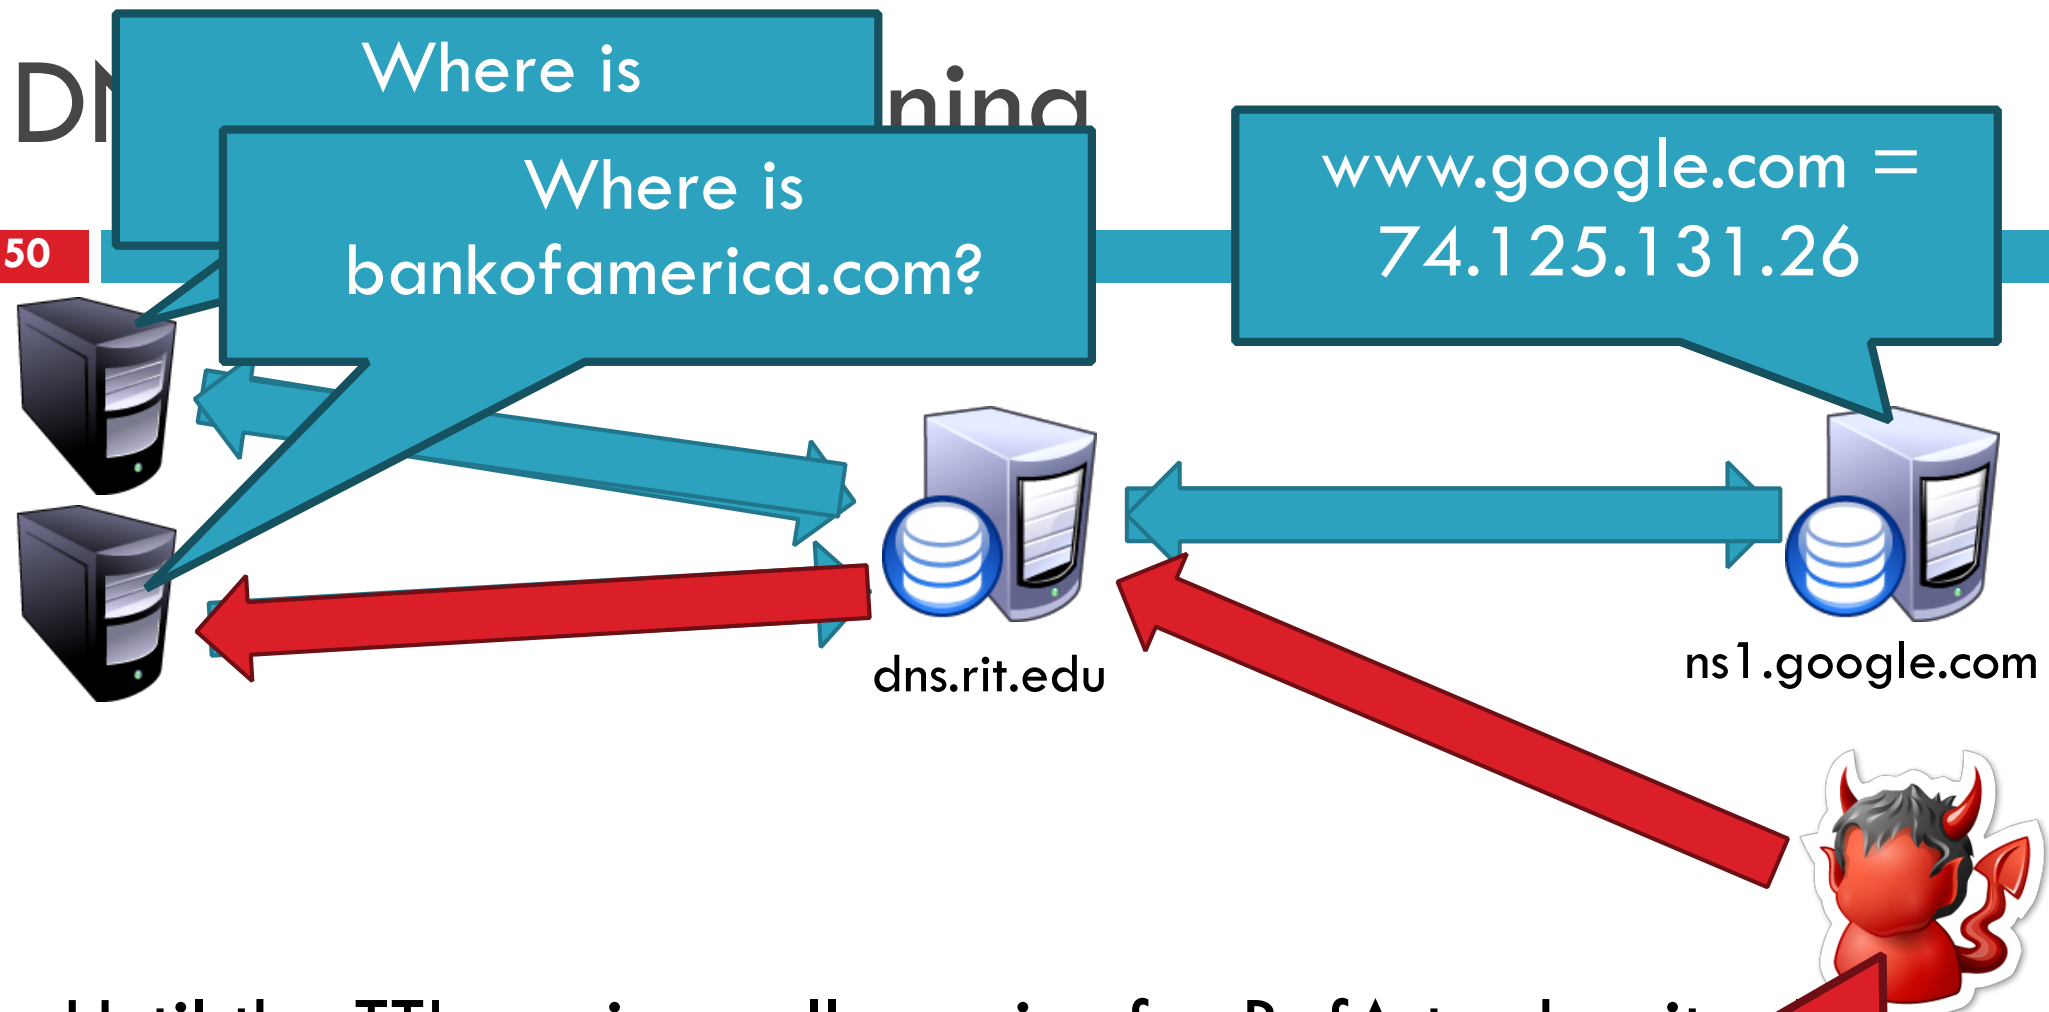 Where is
Where is
bankofamerica.com?
www.google.com =
74.125.131.26
50
dns.rit.edu
ns1.google.com